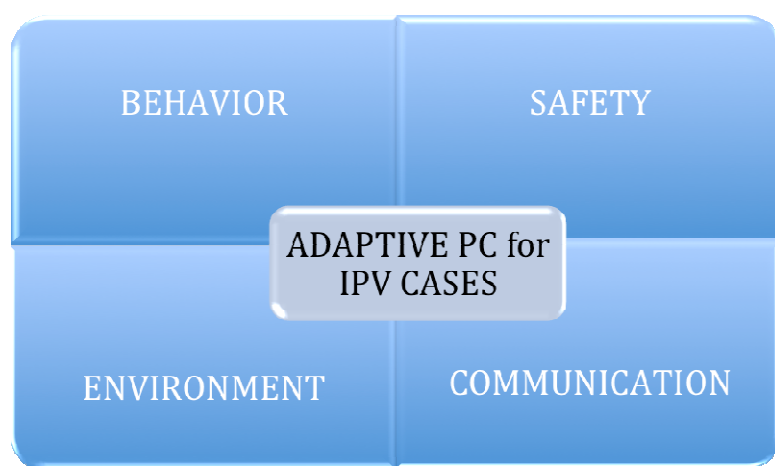 BEHAVIOR
SAFETY
ADAPTIVE PC for
IPV CASES
ENVIRONMENT
COMMUNICATION